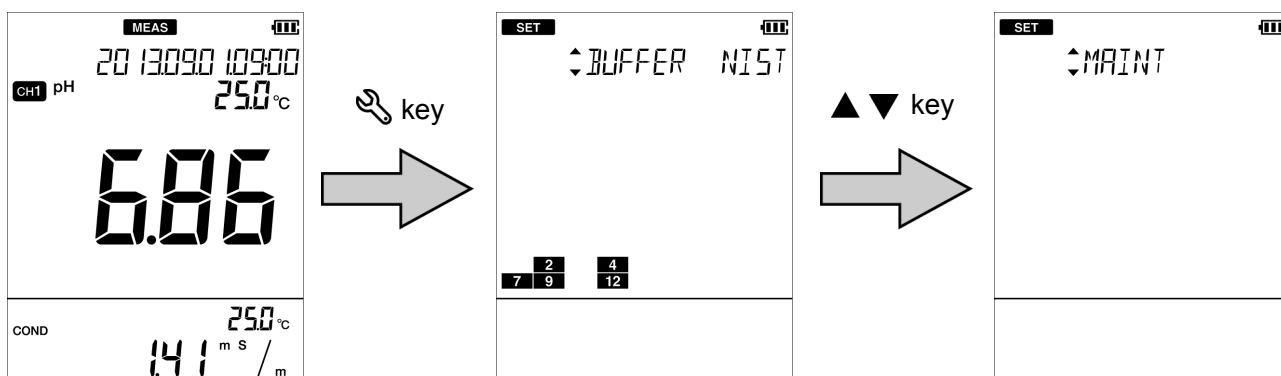 MEAS
2013.09.01.09:00
CH1 pH
25.0 °C
6.86
COND
25.0 °C
1.41 m S / m
key
SET
BUFFER NIST
2 4
7 9 12
▲ ▼ key
SET
MAINT